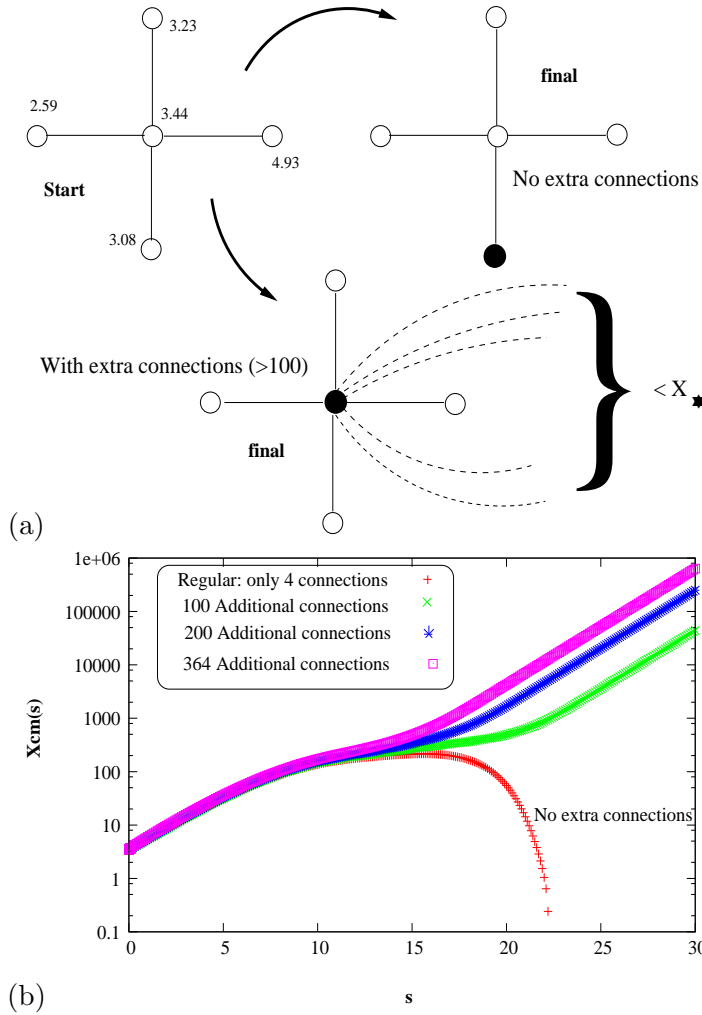 3.23
2.59
3.44
4.93
Start
3.08
final
No extra connections
With extra connections (>100)
final
< X
(a)
1e+06
100000
10000
1000
100
10
1
0.1
Xcm(s)
Regular: only 4 connections
100 Additional connections
200 Additional connections
364 Additional connections
No extra connections
0 5 10 15 20 25 30
s
(b)